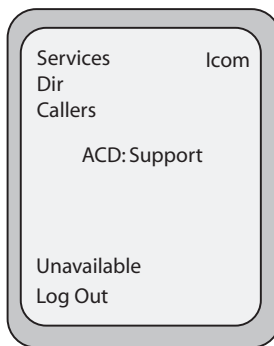 Services Icom
Dir
Callers
ACD: Support
Unavailable
Log Out